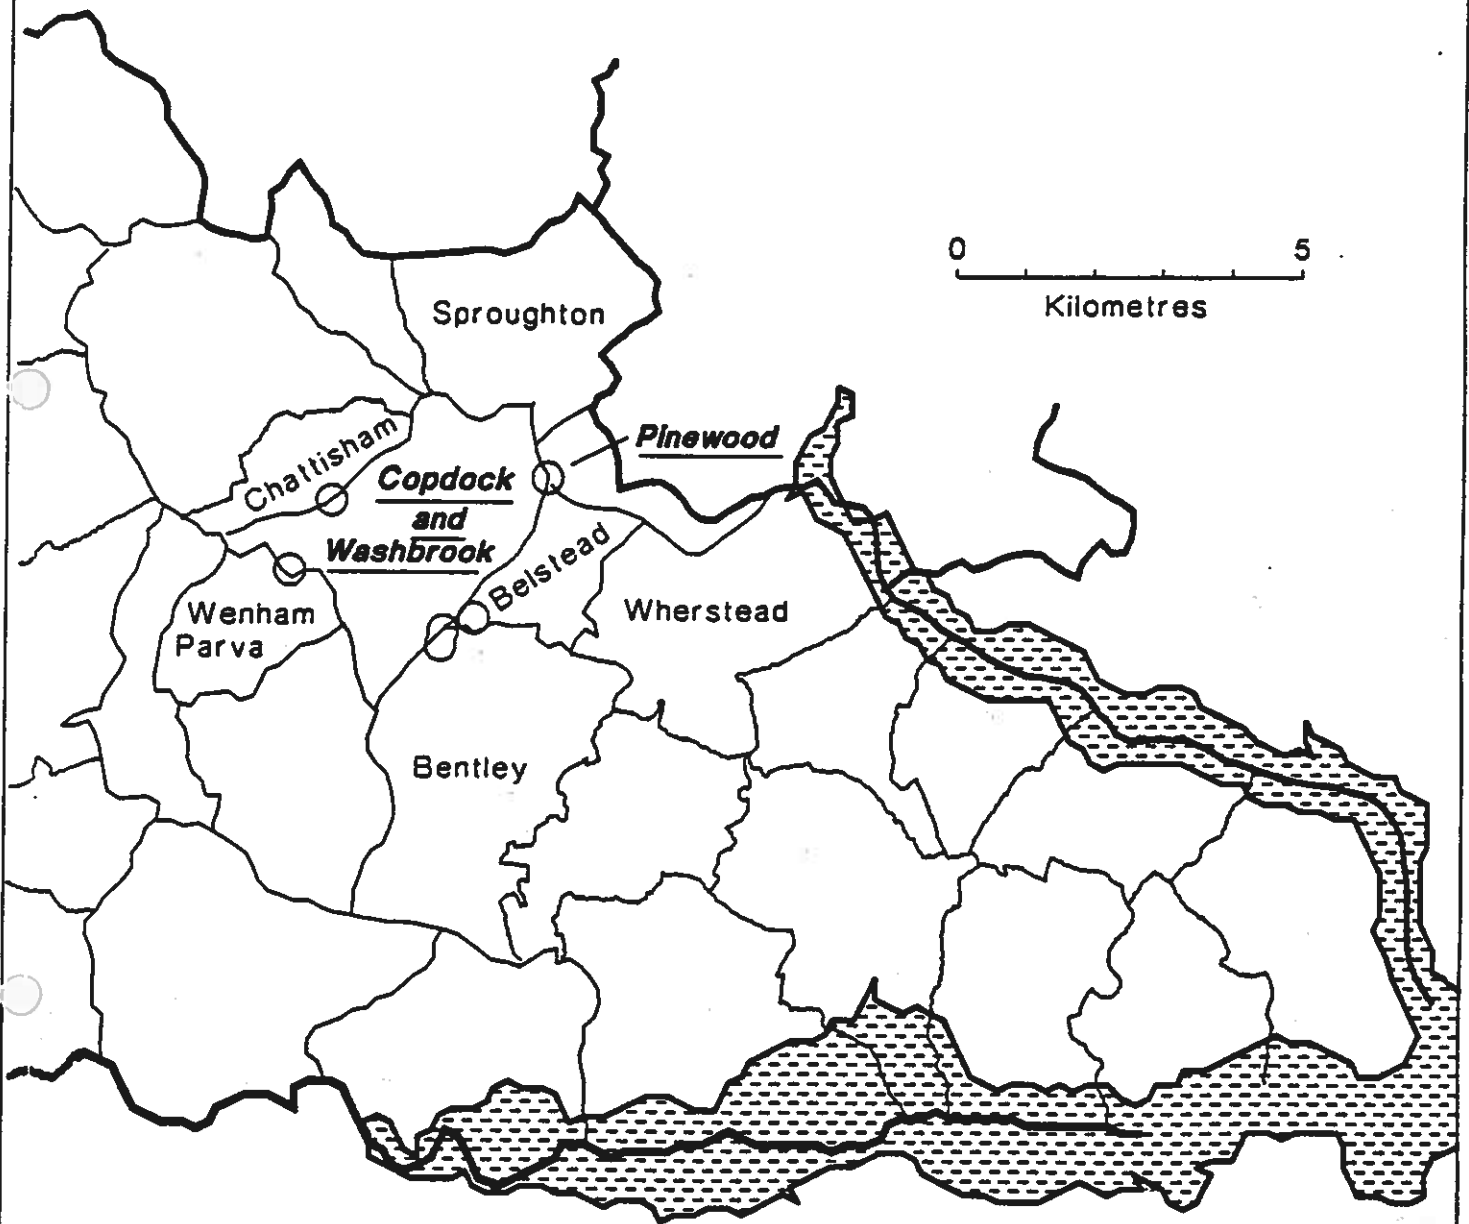 0 5
Kilometres
Sproughton
Pinewood
Chattisham
Copdock
and
Washbrook
Belstead
Wenham
Parva
Wherstead
Bentley